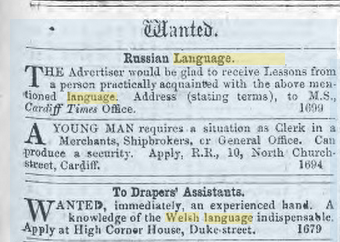 Wanted.
Russian Language.
THE Advertiser would be glad to receive Lessons from
a person practically acquainted with the above men-
tioned language. Address (stating terms), to M.S.,
Cardiff Times Office. 1699
A YOUNG MAN requires a situation as Clerk in a
Merchants, Shipbrokers, or General Office. Can
produce a security. Apply, R.R., 10, North Church-
street, Cardiff. 1694
To Drapers' Assistants.
WANTED, immediately, an experienced hand. A
knowledge of the Welsh language indispensable.
Apply at High Corner House, Duke-street. 1679